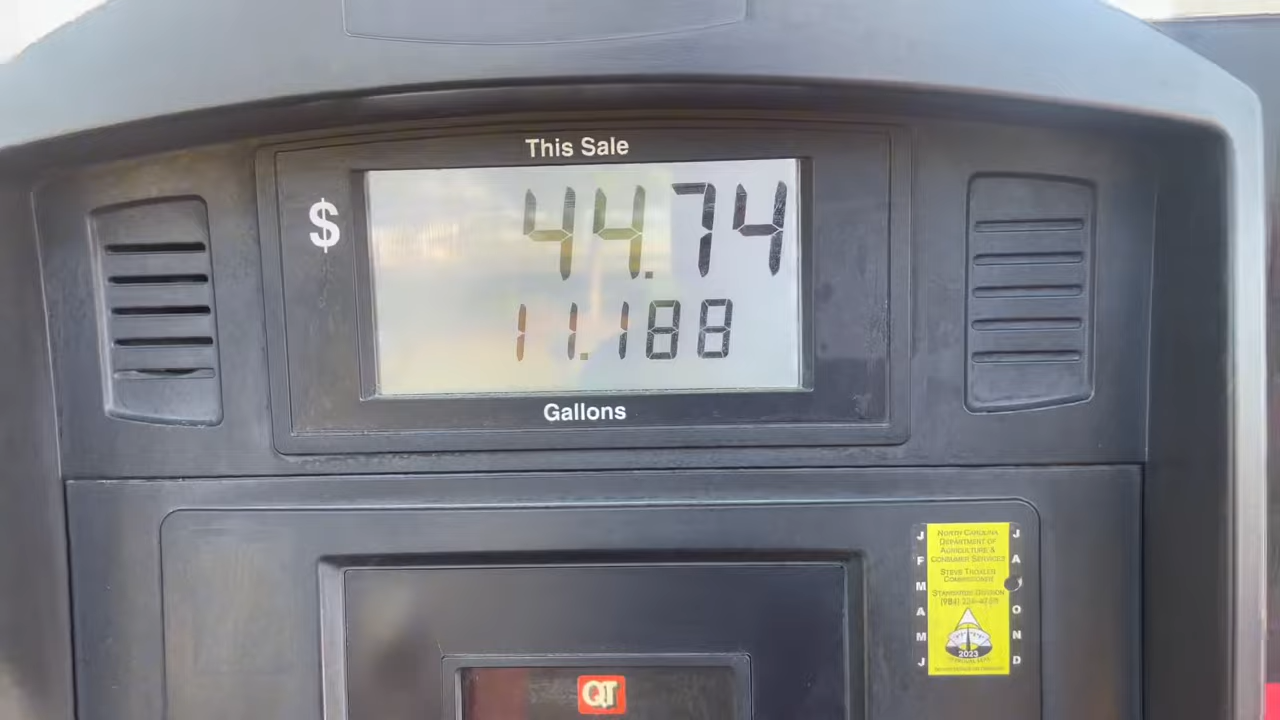 This Sale
$ 44.74
11.188
Gallons
J
F
M
A
M
J
NORTH CAROLINA
DEPARTMENT OF
AGRICULTURE &
CONSUMER SERVICES
STEVE TROXLER
COMMISSIONER
STANDARDS DIVISION
2023
J
A
O
N
D
QT